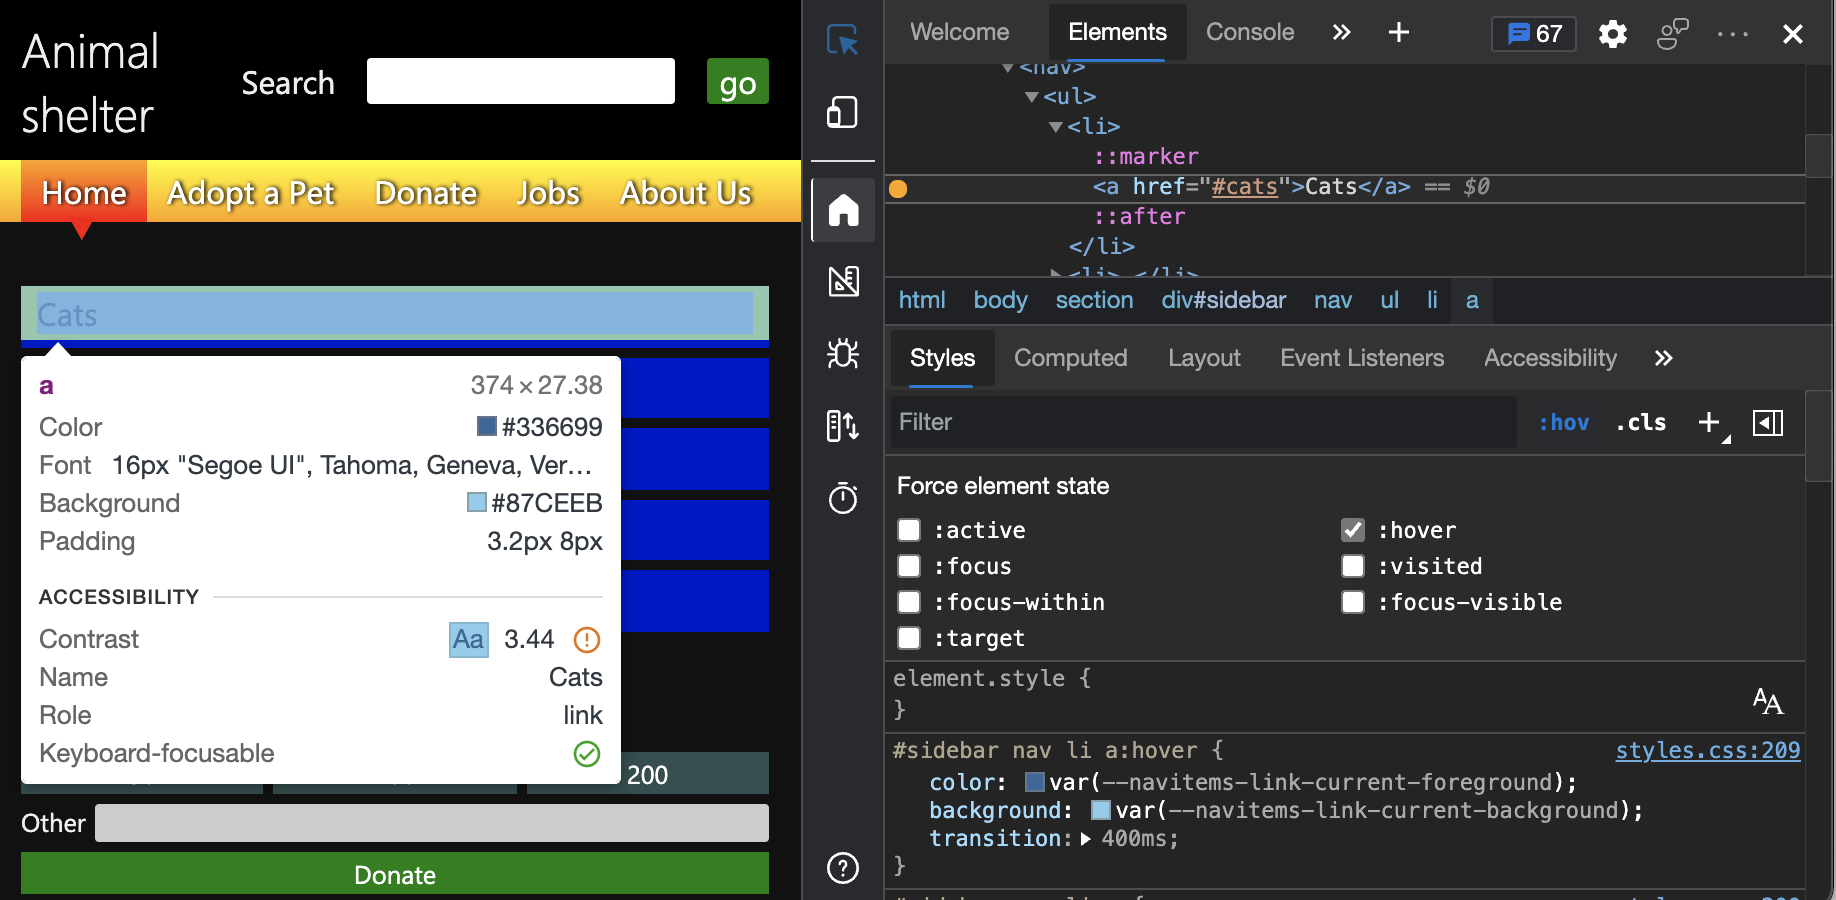 Animal
shelter
Search
go
Home
Adopt a Pet
Donate
Jobs
About Us
Cats
a
374 × 27.38
Color
#336699
Font
16px "Segoe UI", Tahoma, Geneva, Ver…
Background
#87CEEB
Padding
3.2px 8px
ACCESSIBILITY
Contrast
Aa
3.44
Name
Cats
Role
link
Keyboard-focusable
200
Other
Donate
Welcome
Elements
Console
67
<nav>
<ul>
<li>
::marker
<a href="#cats">Cats</a> == $0
::after
</li>
<li> </li>
html
body
section
div#sidebar
nav
ul
li
a
Styles
Computed
Layout
Event Listeners
Accessibility
Filter
:hov
.cls
Force element state
:active
:hover
:focus
:visited
:focus-within
:focus-visible
:target
element.style {
}
#sidebar nav li a:hover {
styles.css:209
color: var(--navitems-link-current-foreground);
background: var(--navitems-link-current-background);
transition: 400ms;
}